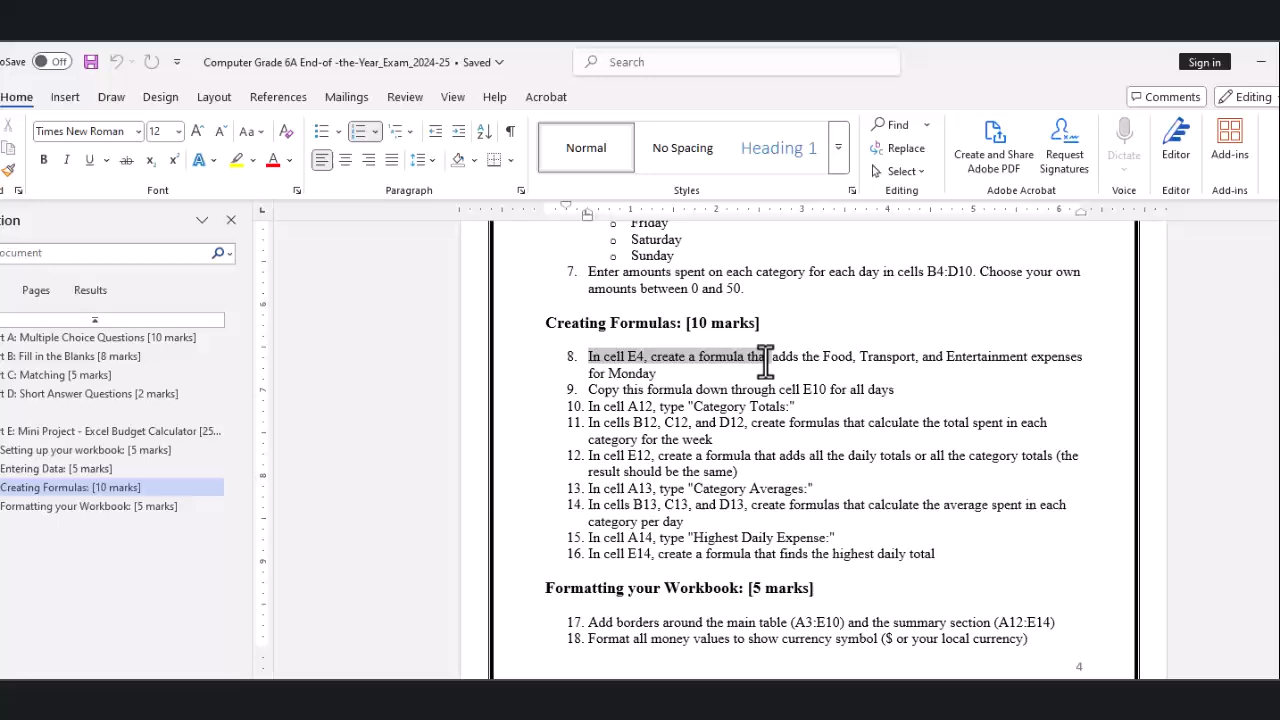 oSave Off Computer Grade 6A End-of -the-Year_Exam_2024-25 • Saved Search Sign in
Home Insert Draw Design Layout References Mailings Review View Help Acrobat Comments Editing
Times New Roman 12 Aa Normal No Spacing Heading 1 Find Replace Select Create and Share Adobe PDF Request Signatures Dictate Editor Add-ins
Font Paragraph Styles Editing Adobe Acrobat Voice Editor Add-ins
tion
ocument
Pages Results
t A: Multiple Choice Questions [10 marks]
t B: Fill in the Blanks [8 marks]
t C: Matching [5 marks]
t D: Short Answer Questions [2 marks]
t E: Mini Project - Excel Budget Calculator [25...
Setting up your workbook: [5 marks]
Entering Data: [5 marks]
Creating Formulas: [10 marks]
Formatting your Workbook: [5 marks]
1 2 3 4 5 6
o Friday
o Saturday
o Sunday
7. Enter amounts spent on each category for each day in cells B4:D10. Choose your own
amounts between 0 and 50.
Creating Formulas: [10 marks]
8. In cell E4, create a formula that adds the Food, Transport, and Entertainment expenses
for Monday
9. Copy this formula down through cell E10 for all days
10. In cell A12, type "Category Totals:"
11. In cells B12, C12, and D12, create formulas that calculate the total spent in each
category for the week
12. In cell E12, create a formula that adds all the daily totals or all the category totals (the
result should be the same)
13. In cell A13, type "Category Averages:"
14. In cells B13, C13, and D13, create formulas that calculate the average spent in each
category per day
15. In cell A14, type "Highest Daily Expense:"
16. In cell E14, create a formula that finds the highest daily total
Formatting your Workbook: [5 marks]
17. Add borders around the main table (A3:E10) and the summary section (A12:E14)
18. Format all money values to show currency symbol ($ or your local currency)
4